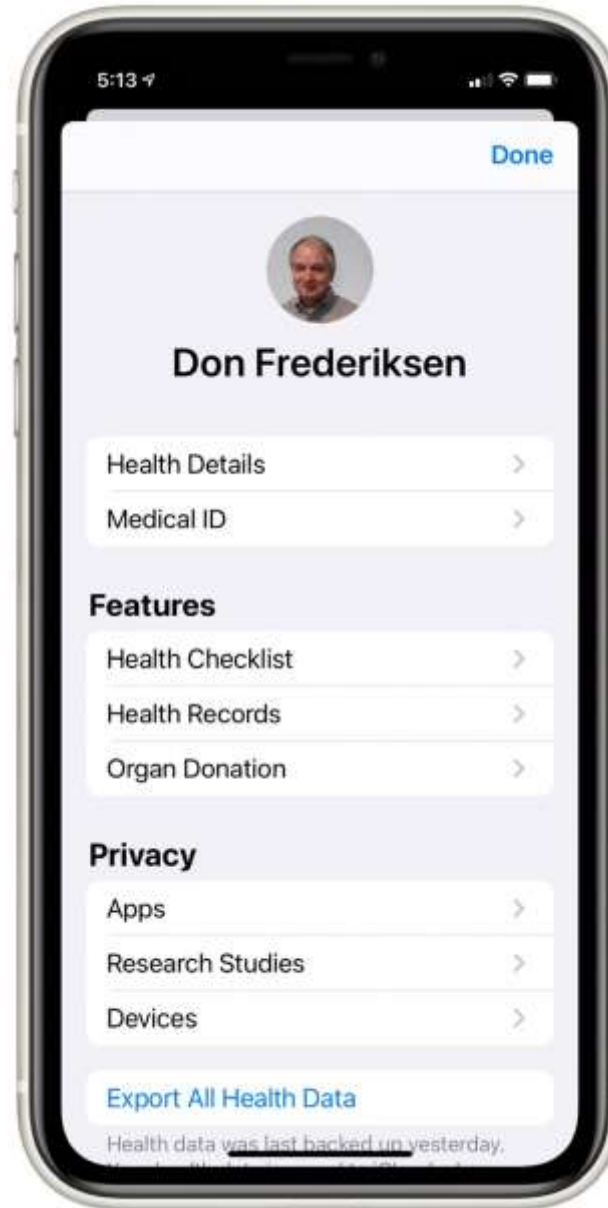 5:13
Done
Don Frederiksen
Health Details
Medical ID
Features
Health Checklist
Health Records
Organ Donation
Privacy
Apps
Research Studies
Devices
Export All Health Data
Health data was last backed up yesterday.